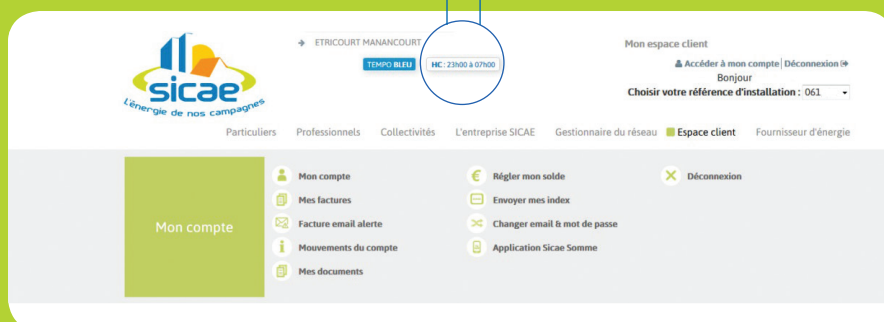 sicae
L'énergie de nos campagnes
ETRICOURT MANANCOURT
TEMPO BLEU HC : 23h00 à 07h00
Mon espace client
Accéder à mon compte | Déconnexion
Bonjour
Choisir votre référence d'installation : 061
Particuliers Professionnels Collectivités L'entreprise SICAE Gestionnaire du réseau Espace client Fournisseur d'énergie
Mon compte
Mon compte
Mes factures
Facture email alerte
Mouvements du compte
Mes documents
Régler mon solde
Envoyer mes index
Changer email & mot de passe
Application Sicae Somme
Déconnexion